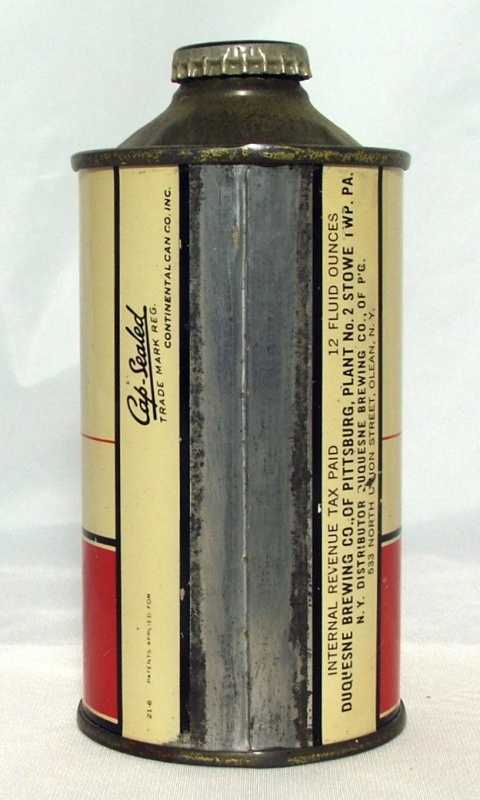 Cap-Sealed
TRADE MARK REG.
CONTINENTAL CAN CO. INC.
21-6 PATENTS APPLIED FOR
INTERNAL REVENUE TAX PAID 12 FLUID OUNCES
DUQUESNE BREWING CO., OF PITTSBURG, PLANT No. 2 STOWE TWP. PA.
N.Y. DISTRIBUTOR DUQUESNE BREWING CO., OF P'G.
533 NORTH UNION STREET, OLEAN, N.Y.